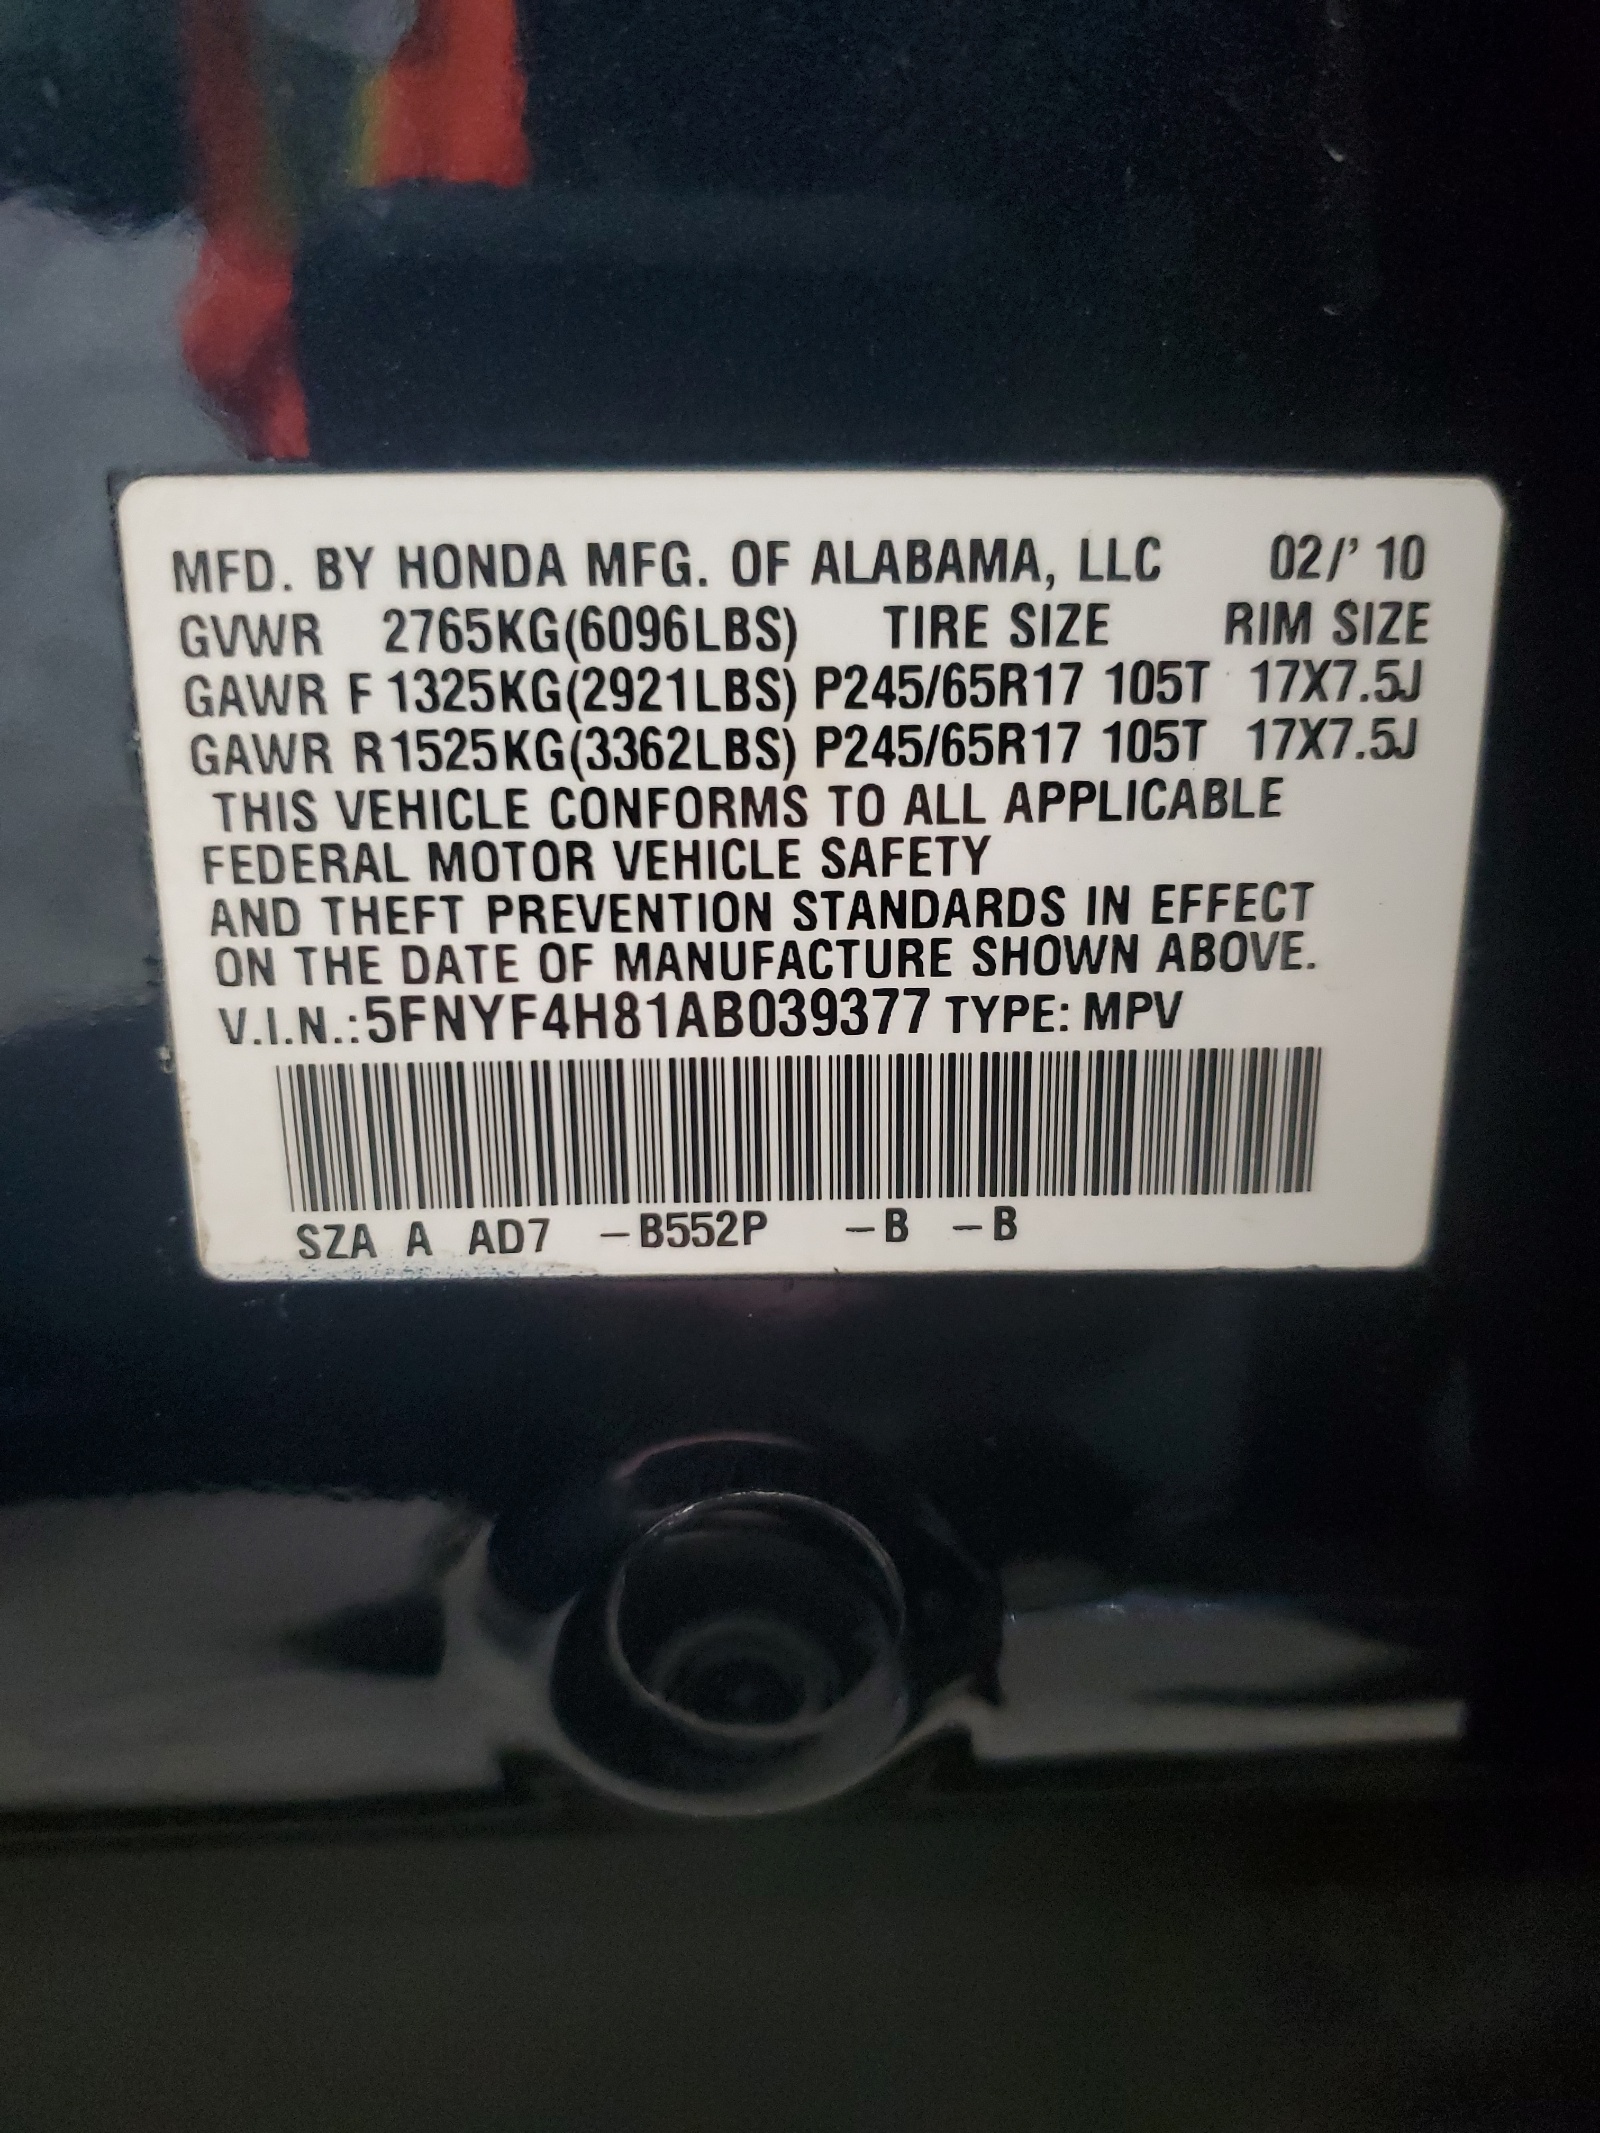 MFD. BY HONDA MFG. OF ALABAMA, LLC 02/' 10
GVWR 2765KG(6096LBS) TIRE SIZE RIM SIZE
GAWR F 1325KG(2921LBS) P245/65R17 105T 17X7.5J
GAWR R 1525KG(3362LBS) P245/65R17 105T 17X7.5J
THIS VEHICLE CONFORMS TO ALL APPLICABLE
FEDERAL MOTOR VEHICLE SAFETY
AND THEFT PREVENTION STANDARDS IN EFFECT
ON THE DATE OF MANUFACTURE SHOWN ABOVE.
V.I.N.:5FNYF4H81AB039377 TYPE: MPV
SZA A AD7 –B552P –B –B